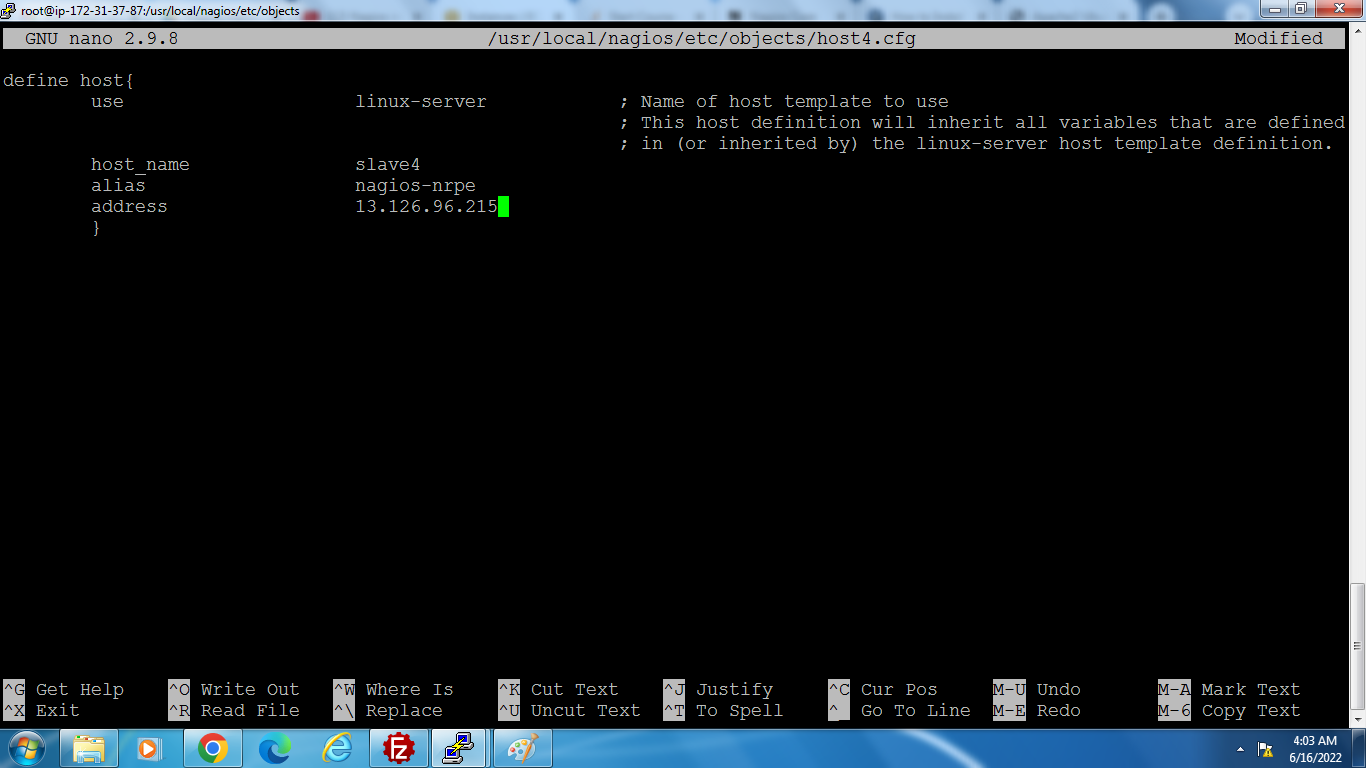 root@ip-172-31-37-87:/usr/local/nagios/etc/objects
GNU nano 2.9.8 /usr/local/nagios/etc/objects/host4.cfg Modified
define host{
use linux-server ; Name of host template to use
; This host definition will inherit all variables that are defined
; in (or inherited by) the linux-server host template definition.
host_name slave4
alias nagios-nrpe
address 13.126.96.215
}
^G Get Help ^O Write Out ^W Where Is ^K Cut Text ^J Justify ^C Cur Pos M-U Undo M-A Mark Text
^X Exit ^R Read File ^\ Replace ^U Uncut Text ^T To Spell ^_ Go To Line M-E Redo M-6 Copy Text
4:03 AM
6/16/2022